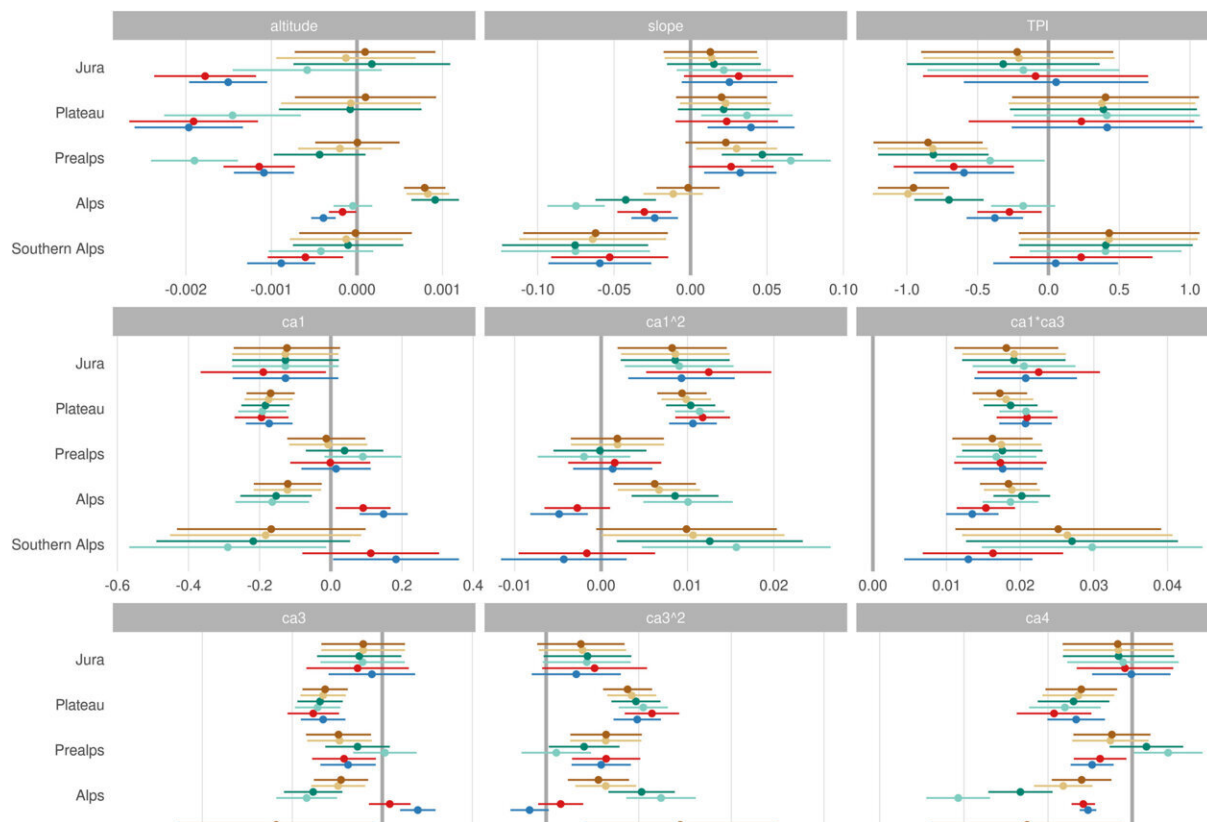 altitude slope TPI
Jura
Plateau
Prealps
Alps
Southern Alps
-0.002 -0.001 0.000 0.001 -0.10 -0.05 0.00 0.05 0.10 -1.0 -0.5 0.0 0.5 1.0
ca1 ca1^2 ca1*ca3
Jura
Plateau
Prealps
Alps
Southern Alps
-0.6 -0.4 -0.2 0.0 0.2 0.4 -0.01 0.00 0.01 0.02 0.00 0.01 0.02 0.03 0.04
ca3 ca3^2 ca4
Jura
Plateau
Prealps
Alps